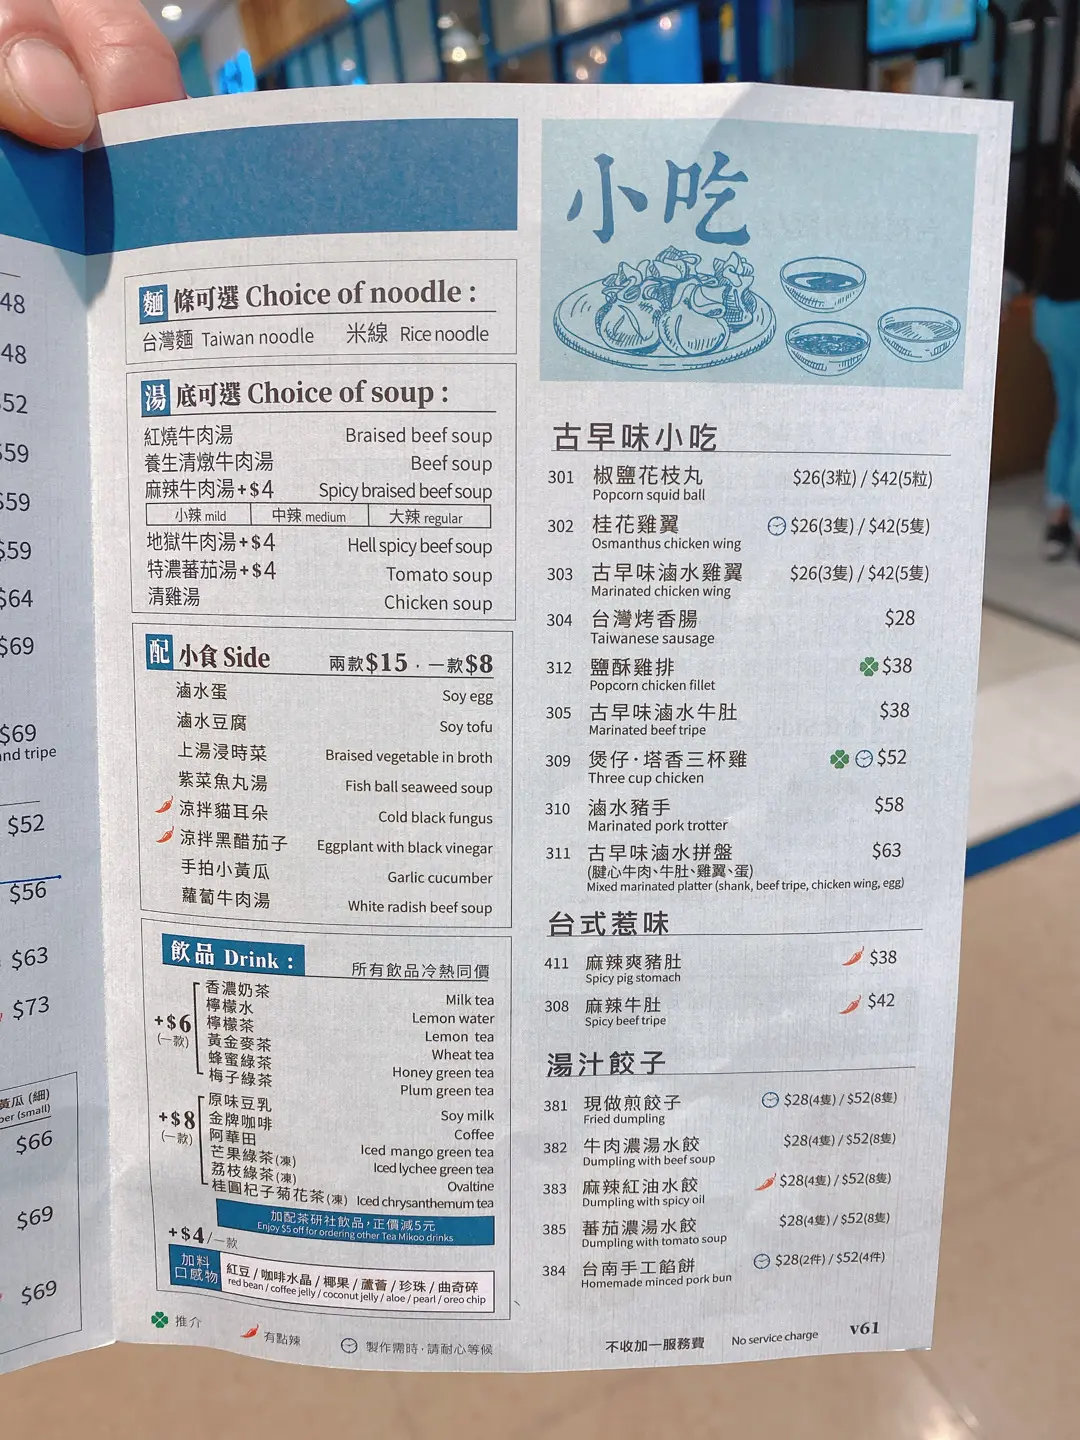 48
48
$52
$59
$59
$59
$64
$69
$69
and tripe
$52
$56
$63
$73
黃瓜 (細)
(small)
$66
$69
$69
麵條可選 Choice of noodle :
台灣麵 Taiwan noodle 米線 Rice noodle
湯底可選 Choice of soup :
紅燒牛肉湯 Braised beef soup
養生清燉牛肉湯 Beef soup
麻辣牛肉湯+$4 Spicy braised beef soup
小辣 mild 中辣 medium 大辣 regular
地獄牛肉湯+$4 Hell spicy beef soup
特濃蕃茄湯+$4 Tomato soup
清雞湯 Chicken soup
配小食 Side 兩款$15 · 一款$8
滷水蛋 Soy egg
滷水豆腐 Soy tofu
上湯浸時菜 Braised vegetable in broth
紫菜魚丸湯 Fish ball seaweed soup
涼拌貓耳朵 Cold black fungus
涼拌黑醋茄子 Eggplant with black vinegar
手拍小黃瓜 Garlic cucumber
蘿蔔牛肉湯 White radish beef soup
飲品 Drink : 所有飲品冷熱同價
+$6
(一款)
香濃奶茶 Milk tea
檸檬水 Lemon water
檸檬茶 Lemon tea
黃金麥茶 Wheat tea
蜂蜜綠茶 Honey green tea
梅子綠茶 Plum green tea
+$8
(一款)
原味豆乳 Soy milk
金牌咖啡 Coffee
阿華田 Iced mango green tea
芒果綠茶(凍) Iced lychee green tea
荔枝綠茶(凍) Ovaltine
桂圓杞子菊花茶(凍) Iced chrysanthemum tea
加配茶研社飲品，正價減5元
Enjoy $5 off for ordering other Tea Mikoo drinks
+$4/一款
加料
口感物
紅豆 / 咖啡水晶 / 椰果 / 蘆薈 / 珍珠 / 曲奇碎
red bean / coffee jelly / coconut jelly / aloe / pearl / oreo chip
推介 有點辣 製作需時 · 請耐心等候
小吃
古早味小吃
301 椒鹽花枝丸 $26(3粒) / $42(5粒)
Popcorn squid ball
302 桂花雞翼 $26(3隻) / $42(5隻)
Osmanthus chicken wing
303 古早味滷水雞翼 $26(3隻) / $42(5隻)
Marinated chicken wing
304 台灣烤香腸 $28
Taiwanese sausage
312 鹽酥雞排 $38
Popcorn chicken fillet
305 古早味滷水牛肚 $38
Marinated beef tripe
309 煲仔·塔香三杯雞 $52
Three cup chicken
310 滷水豬手 $58
Marinated pork trotter
311 古早味滷水拼盤 $63
(腱心牛肉、牛肚、雞翼、蛋)
Mixed marinated platter (shank, beef tripe, chicken wing, egg)
台式惹味
411 麻辣爽豬肚 $38
Spicy pig stomach
308 麻辣牛肚 $42
Spicy beef tripe
湯汁餃子
381 現做煎餃子 $28(4隻) / $52(8隻)
Fried dumpling
382 牛肉濃湯水餃 $28(4隻) / $52(8隻)
Dumpling with beef soup
383 麻辣紅油水餃 $28(4隻) / $52(8隻)
Dumpling with spicy oil
385 蕃茄濃湯水餃 $28(4隻) / $52(8隻)
Dumpling with tomato soup
384 台南手工餡餅 $28(2件) / $52(4件)
Homemade minced pork bun
不收加一服務費 No service charge v61